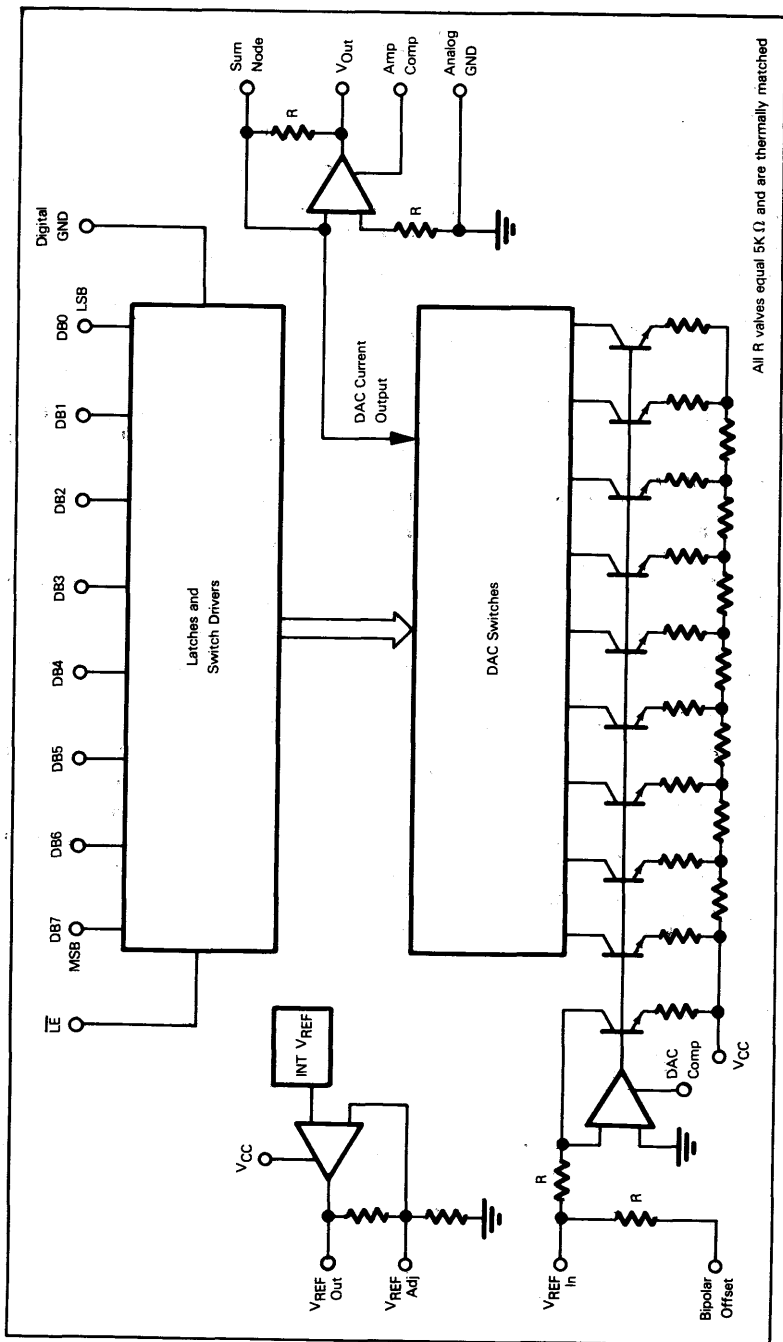 LE
DB7
MSB
DB6
DB5
DB4
DB3
DB2
DB1
DB0
LSB
Digital
GND
Latches and
Switch Drivers
Sum
Node
R
VOut
Amp
Comp
R
Analog
GND
INT VREF
VCC
VREF
Out
VREF
Adj
DAC Current
Output
DAC Switches
VREF
In
R
R
Bipolar
Offset
DAC
Comp
VCC
All R valves equal 5K Ω and are thermally matched